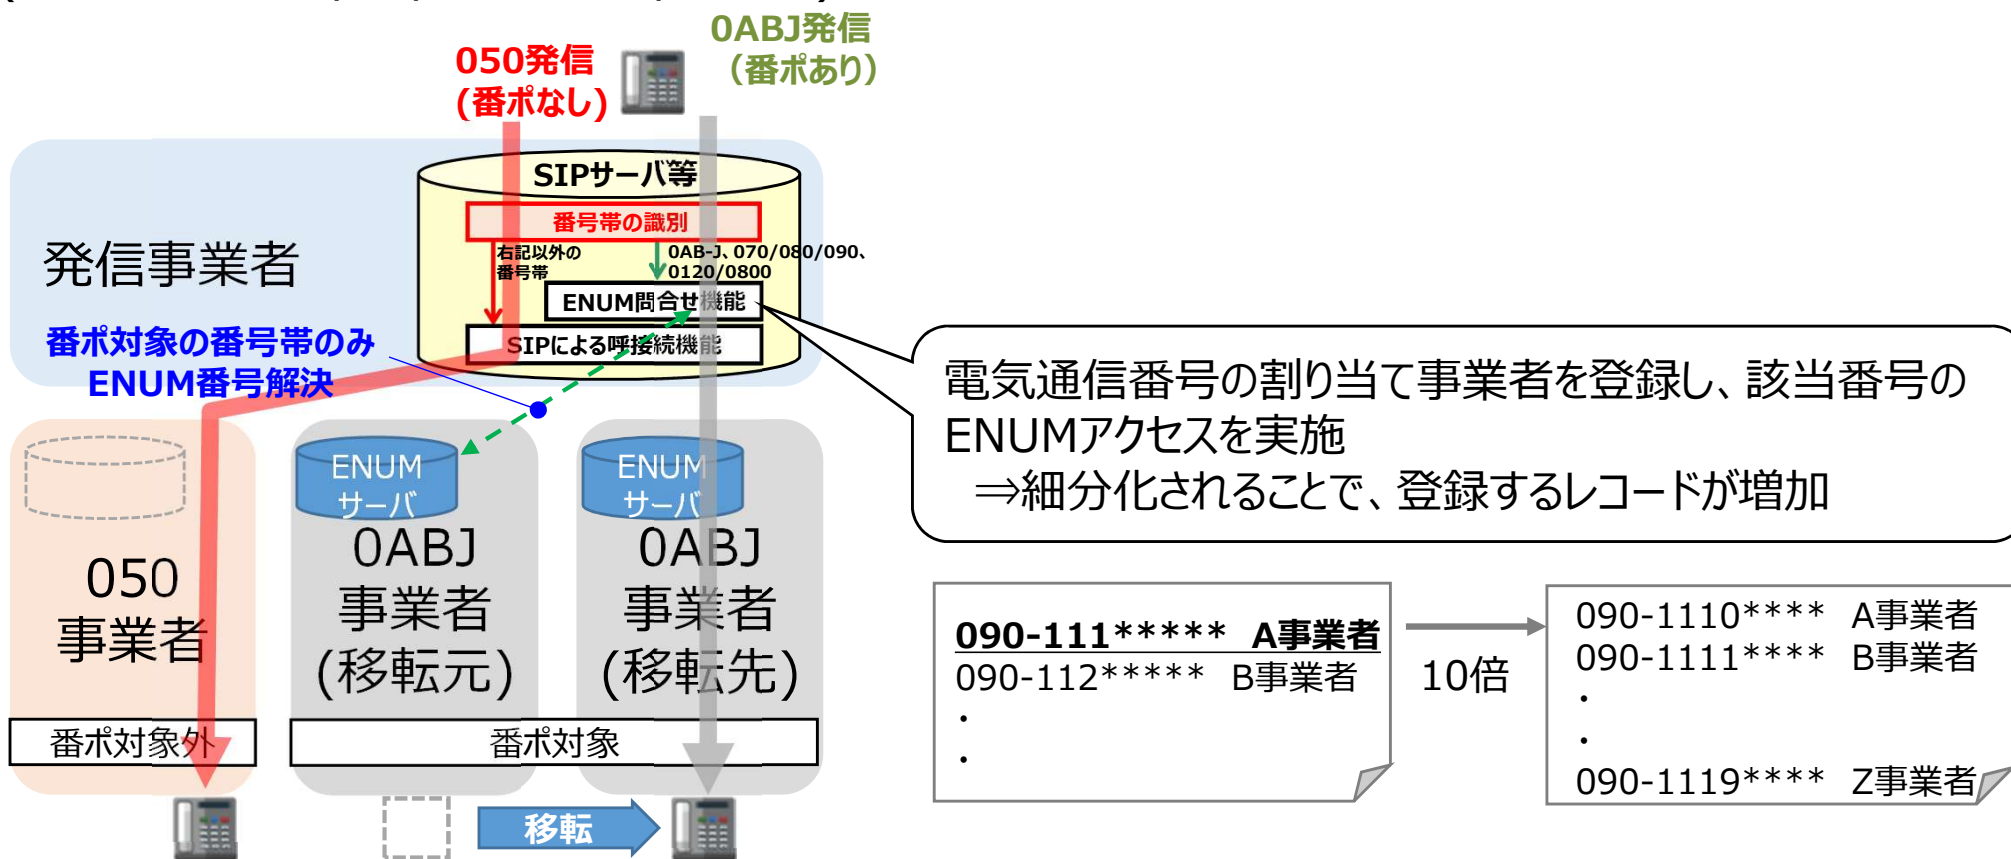 050発信
(番ポなし)
0ABJ発信
（番ポあり）
SIPサーバ等
番号帯の識別
右記以外の
番号帯
0AB-J、070/080/090、
0120/0800
ENUM問合せ機能
SIPによる呼接続機能
発信事業者
番ポ対象の番号帯のみ
ENUM番号解決
電気通信番号の割り当て事業者を登録し、該当番号の
ENUMアクセスを実施
⇒細分化されることで、登録するレコードが増加
ENUM
サーバ
ENUM
サーバ
050
事業者
0ABJ
事業者
(移転元)
0ABJ
事業者
(移転先)
番ポ対象外
番ポ対象
移転
090-111***** A事業者
090-112***** B事業者
・
・
10倍
090-1110**** A事業者
090-1111**** B事業者
・
・
090-1119**** Z事業者